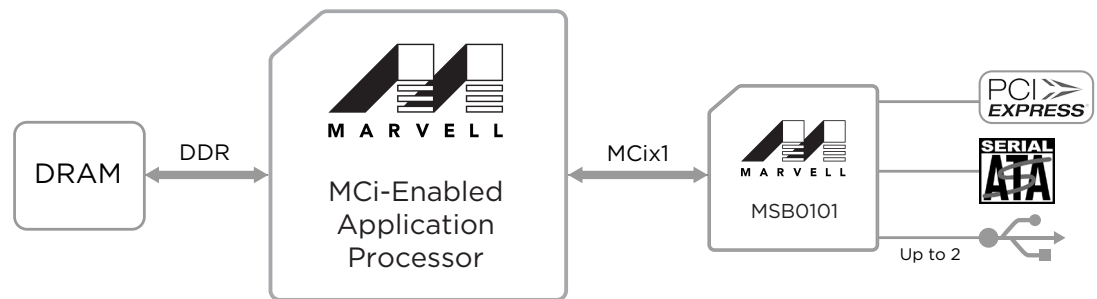 DRAM
DDR
MARVELL
MCi-Enabled
Application
Processor
MCix1
MARVELL
MSB0101
PCI
EXPRESS
SERIAL
ATA
Up to 2